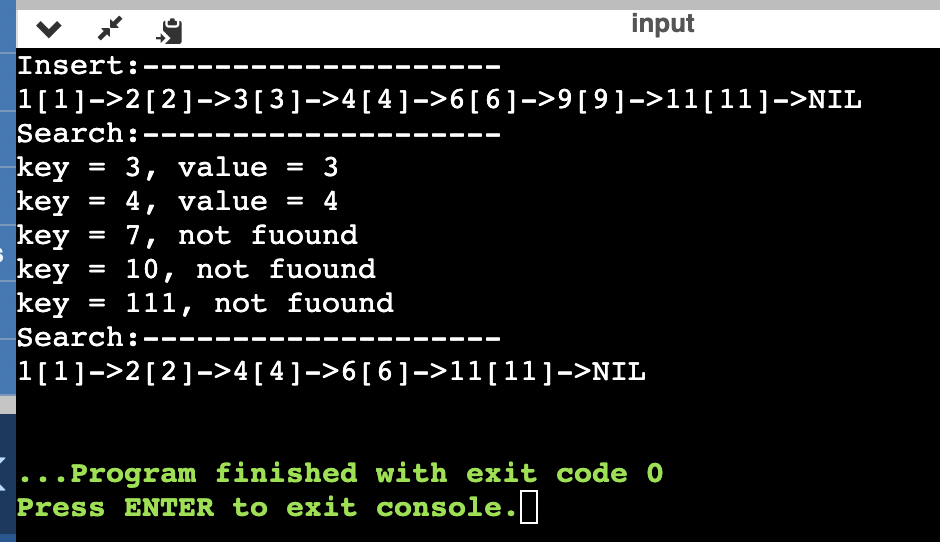 input
Insert:--------------------
1[1]->2[2]->3[3]->4[4]->6[6]->9[9]->11[11]->NIL
Search:--------------------
key = 3, value = 3
key = 4, value = 4
key = 7, not fuound
key = 10, not fuound
key = 111, not fuound
Search:--------------------
1[1]->2[2]->4[4]->6[6]->11[11]->NIL
...Program finished with exit code 0
Press ENTER to exit console.